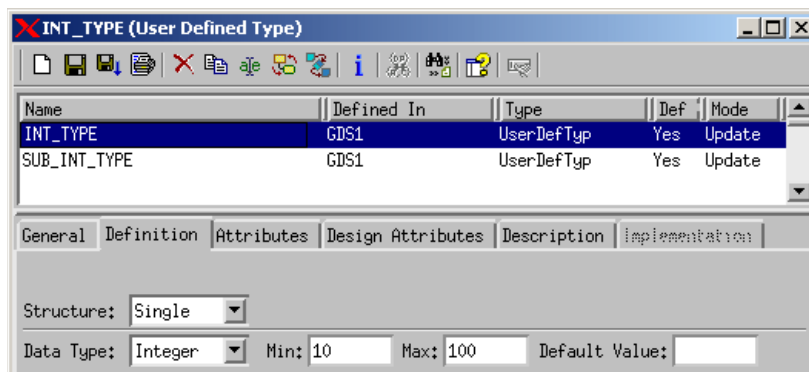 INT_TYPE (User Defined Type)
Name Defined In Type Def Mode
INT_TYPE GDS1 UserDefTyp Yes Update
SUB_INT_TYPE GDS1 UserDefTyp Yes Update
General Definition Attributes Design Attributes Description Implementation
Structure: Single
Data Type: Integer Min: 10 Max: 100 Default Value: